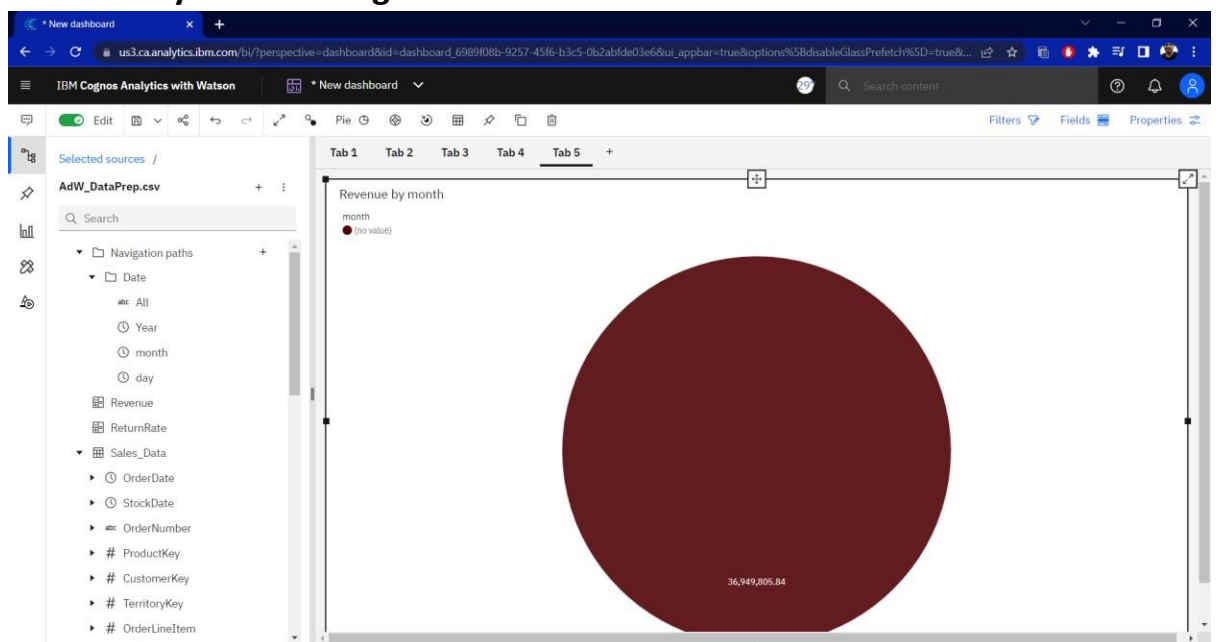 * New dashboard
us3.ca.analytics.ibm.com/bi/?perspective=dashboard&id=dashboard_6989f08b-9257-45f6-b3c5-0b2abfde03e6&ui_appbar=true&options%5BdisableGlassPrefetch%5D=true&...
IBM Cognos Analytics with Watson
* New dashboard
Search content
Edit
Pie
Filters
Fields
Properties
Selected sources /
Tab 1 Tab 2 Tab 3 Tab 4 Tab 5 +
AdW_DataPrep.csv
Search
Navigation paths
Date
abc All
Year
month
day
Revenue
ReturnRate
Sales_Data
OrderDate
StockDate
abc OrderNumber
# ProductKey
# CustomerKey
# TerritoryKey
# OrderLineItem
Revenue by month
month
(no value)
36,949,805.84